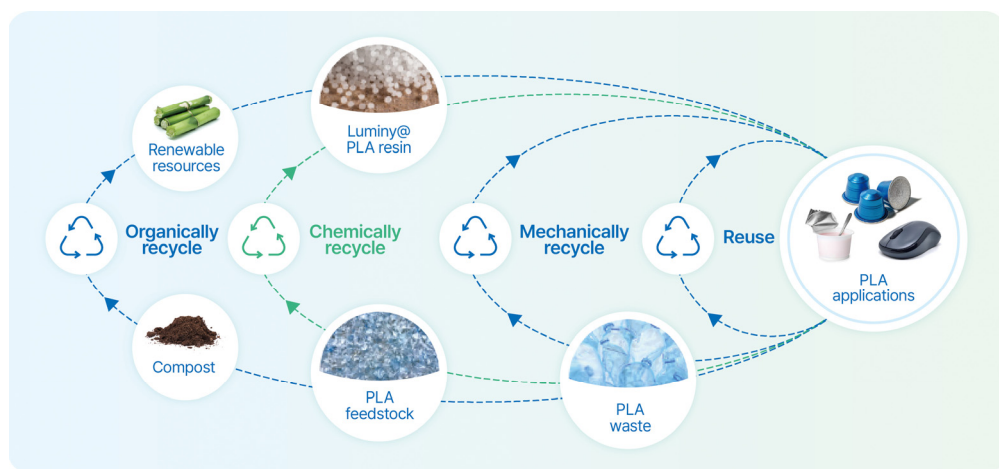 Luminy@
PLA resin
Renewable
resources
Organically
recycle
Chemically
recycle
Mechanically
recycle
Reuse
PLA
applications
Compost
PLA
feedstock
PLA
waste